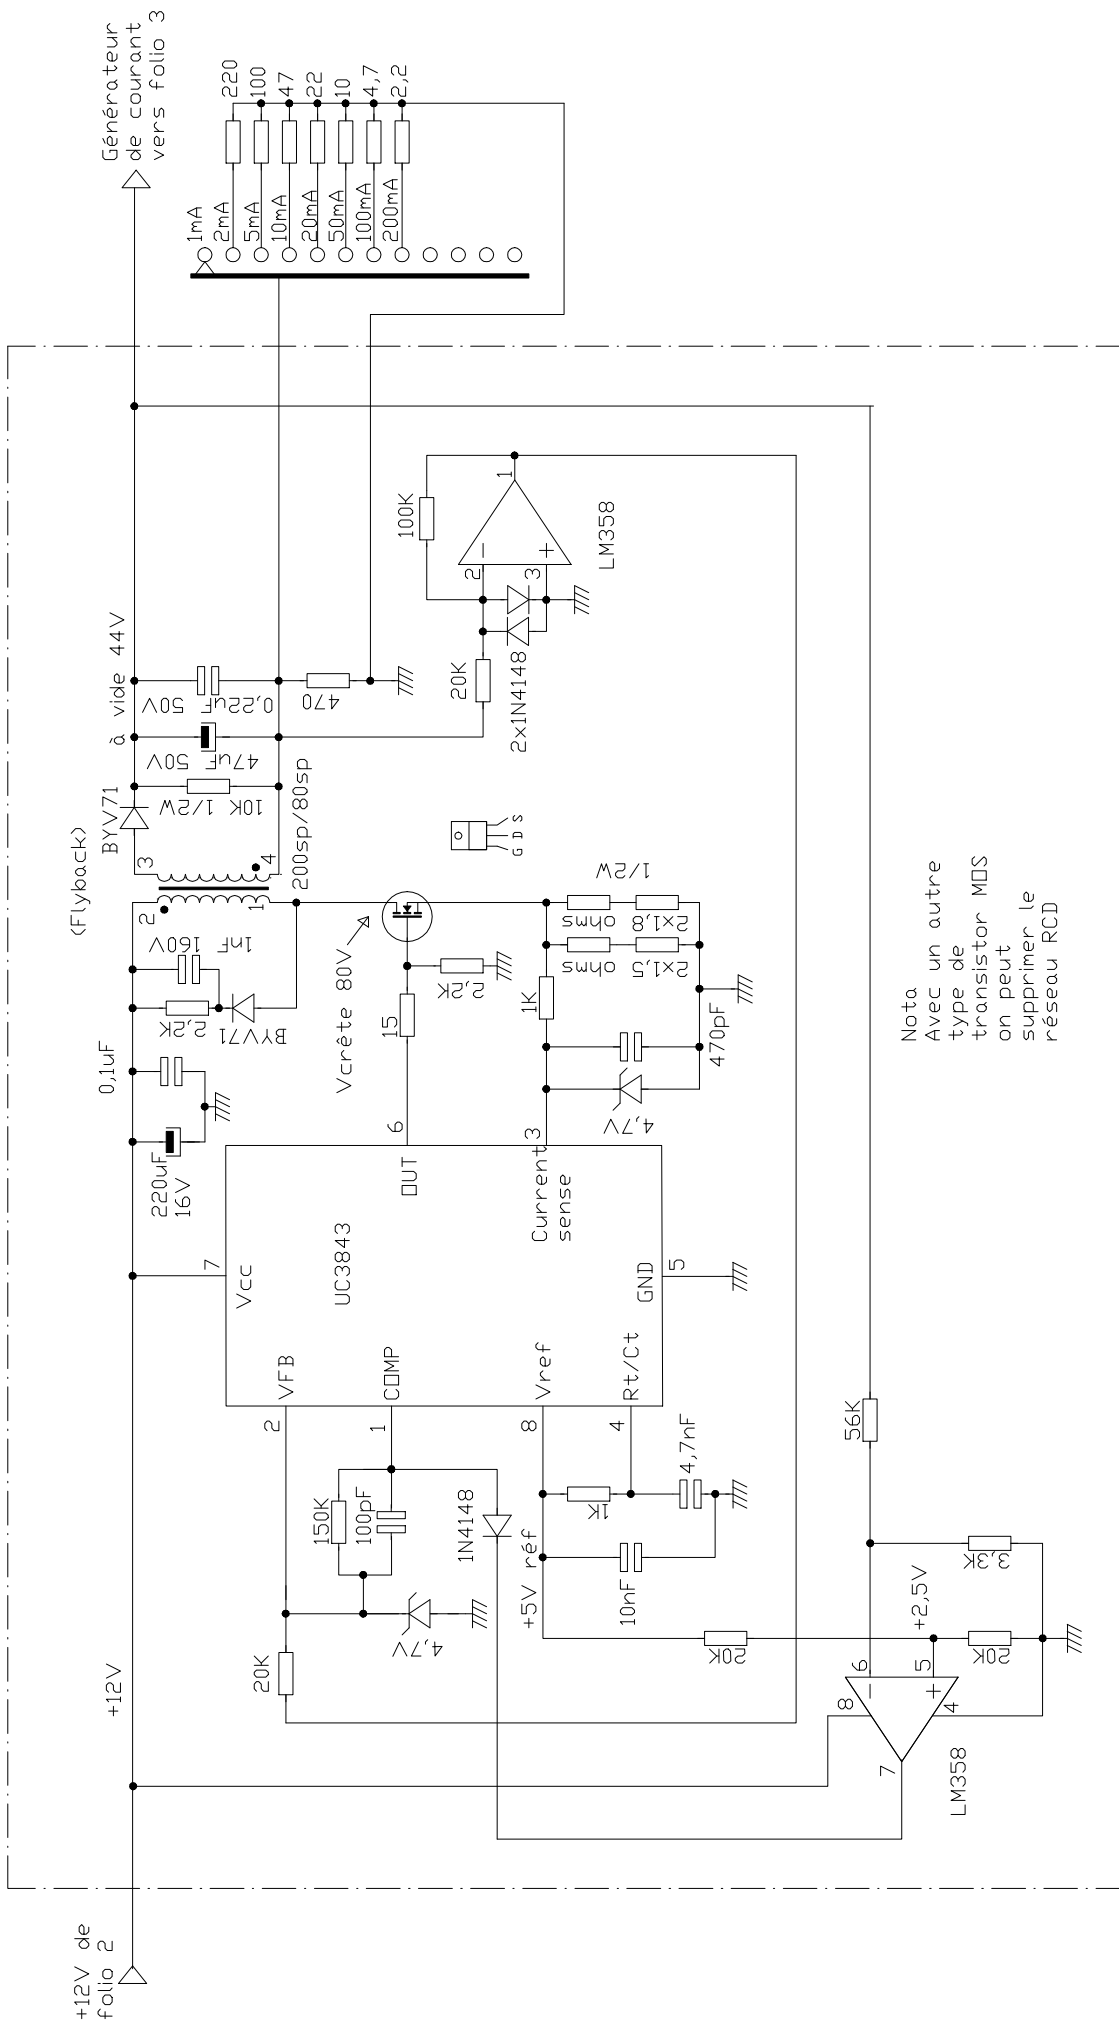 Générateur
de courant
vers folio 3
1mA
2mA
5mA
10mA
20mA
50mA
100mA
200mA
220
100
47
22
10
4,7
2,2
à vide 44V
(Flyback)
BYV71
3
4
2
1
200sp/80sp
10K 1/2W
47uF 50V
0,22uF 50V
470
100K
20K
2x1N4148
2
3
1
−
+
LM358
1nF 160V
2,2K
BYV71
0,1uF
220uF
16V
Vcrête 80V
15
2,2K
G D S
1K
2x1,5
ohms
2x1,8
ohms
1/2W
470pF
4,7V
6
OUT
3
Current
sense
7
Vcc
UC3843
GND
5
VFB
2
COMP
1
Vref
8
Rt/Ct
4
150K
100pF
1N4148
4,7V
20K
+5V réf
1K
4,7nF
10nF
20K
+2,5V
20K
3,3K
56K
6
5
8
4
7
−
+
LM358
+12V
+12V de
folio 2
Nota
Avec un autre
type de
transistor MOS
on peut
supprimer le
réseau RCD